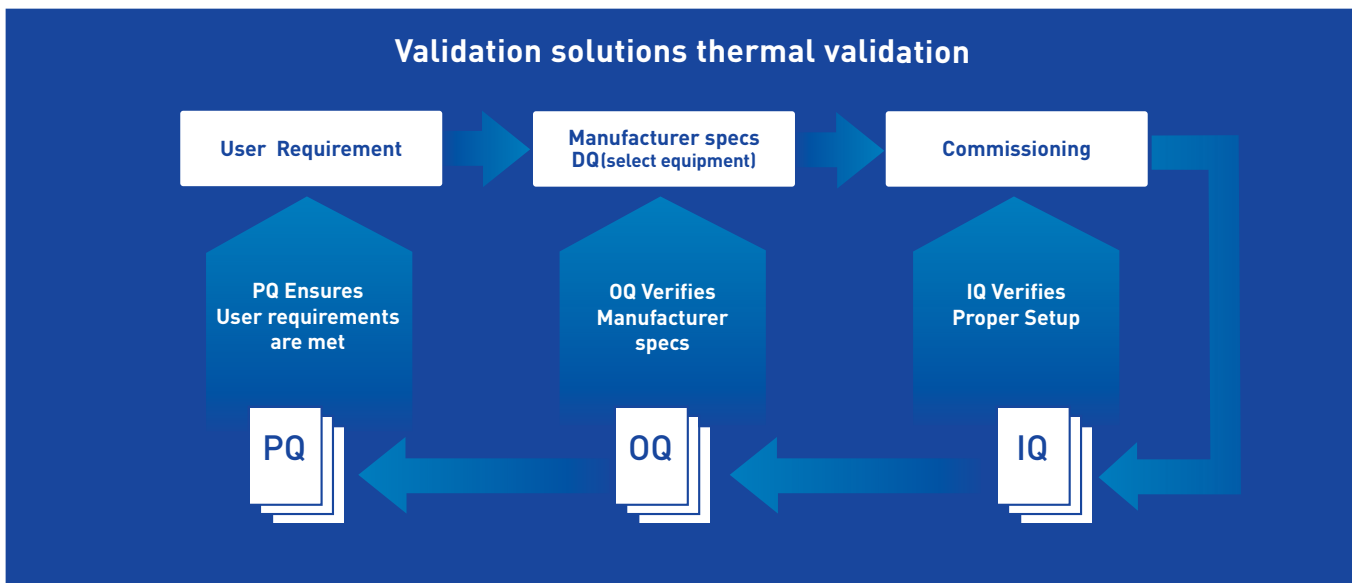 Validation solutions thermal validation
User Requirement
Manufacturer specs
DQ(select equipment)
Commissioning
PQ Ensures
User requirements
are met
OQ Verifies
Manufacturer
specs
IQ Verifies
Proper Setup
PQ
OQ
IQ